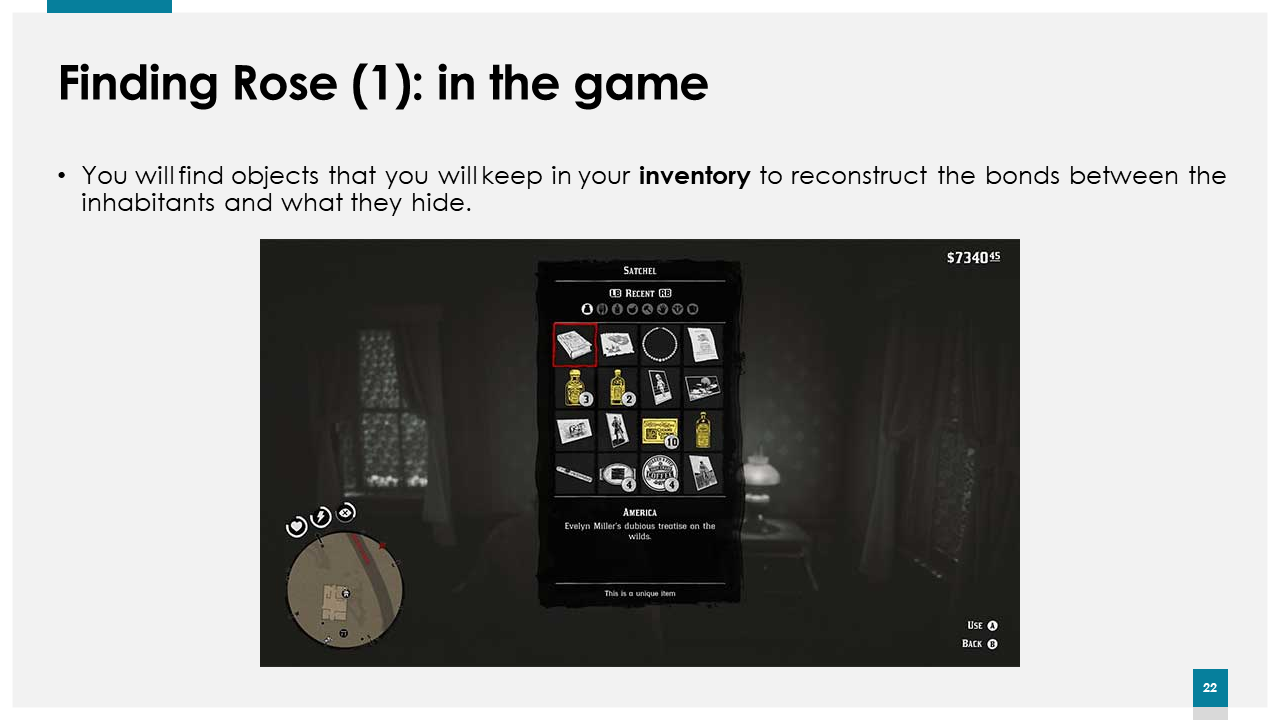 Finding Rose (1): in the game
• You will find objects that you will keep in your inventory to reconstruct the bonds between the
inhabitants and what they hide.
$7340 45
SATCHEL
LB RECENT RB
3
2
10
COFFEE
4
4
AMERICA
Evelyn Miller's dubious treatise on the
wilds.
This is a unique item
USE A
BACK B
22